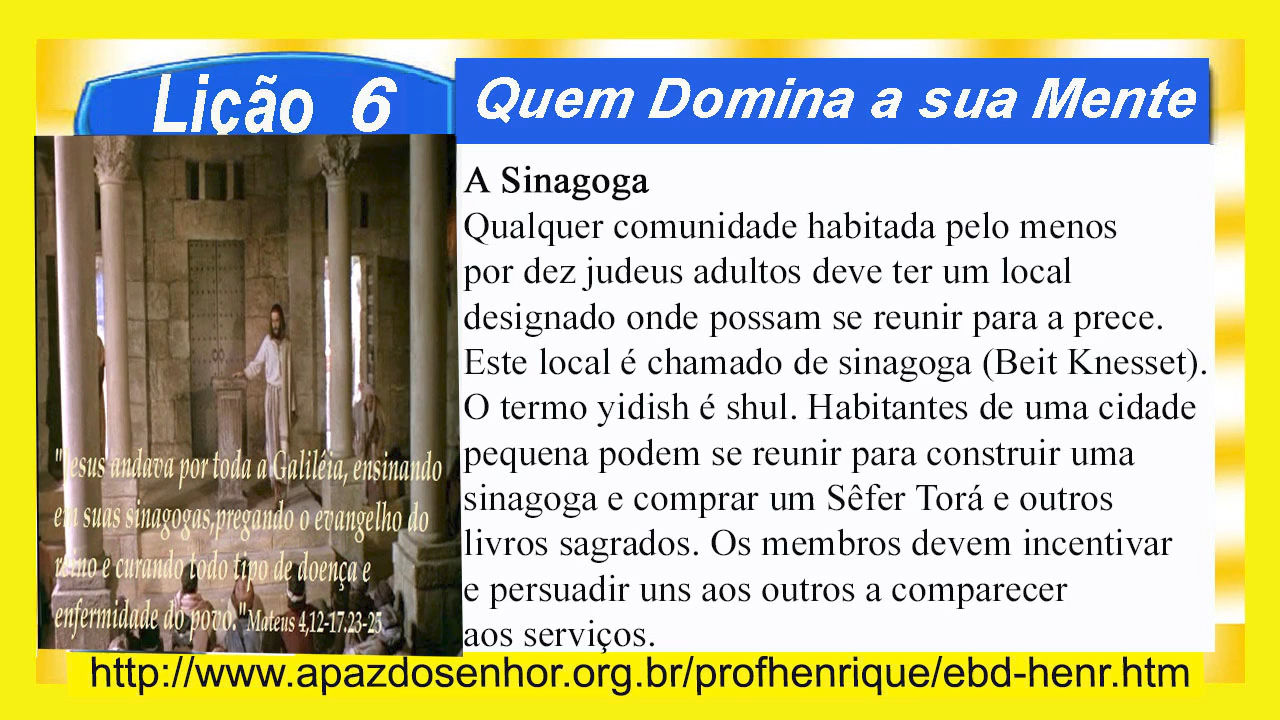 Lição 6
Quem Domina a sua Mente
A Sinagoga
Qualquer comunidade habitada pelo menos
por dez judeus adultos deve ter um local
designado onde possam se reunir para a prece.
Este local é chamado de sinagoga (Beit Knesset).
O termo yidish é shul. Habitantes de uma cidade
pequena podem se reunir para construir uma
sinagoga e comprar um Sêfer Torá e outros
livros sagrados. Os membros devem incentivar
e persuadir uns aos outros a comparecer
aos serviços.
"Jesus andava por toda a Galiléia, ensinando
em suas sinagogas,pregando o evangelho do
reino e curando todo tipo de doença e
enfermidade do povo."Mateus 4,12-17.23-25
http://www.apazdosenhor.org.br/profhenrique/ebd-henr.htm